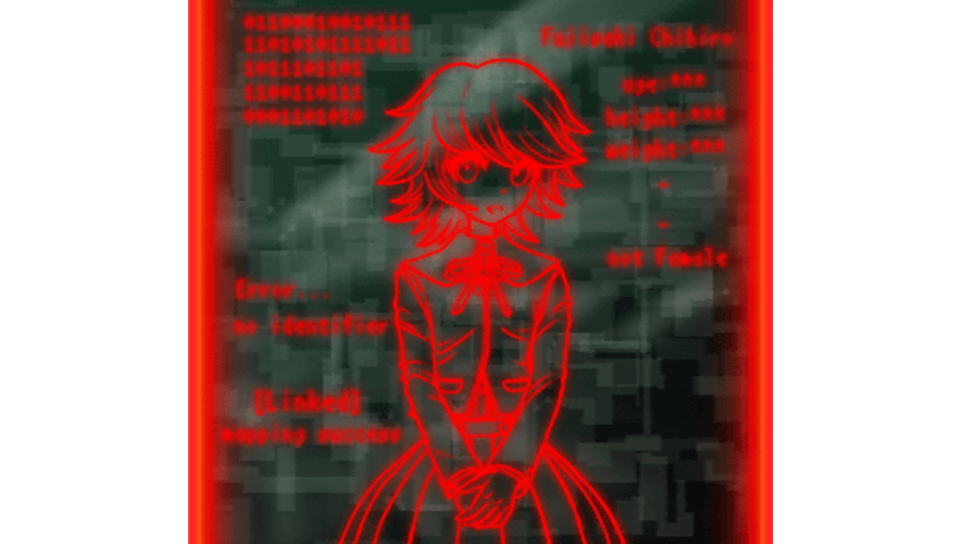 01100010010111
11010101111011
1011101101
1100110111
0001101010
Fujisaki Chihiro
age:***
height:***
weight:***
-
-
not Female
Error...
no identifier
[Linked]
mapping success